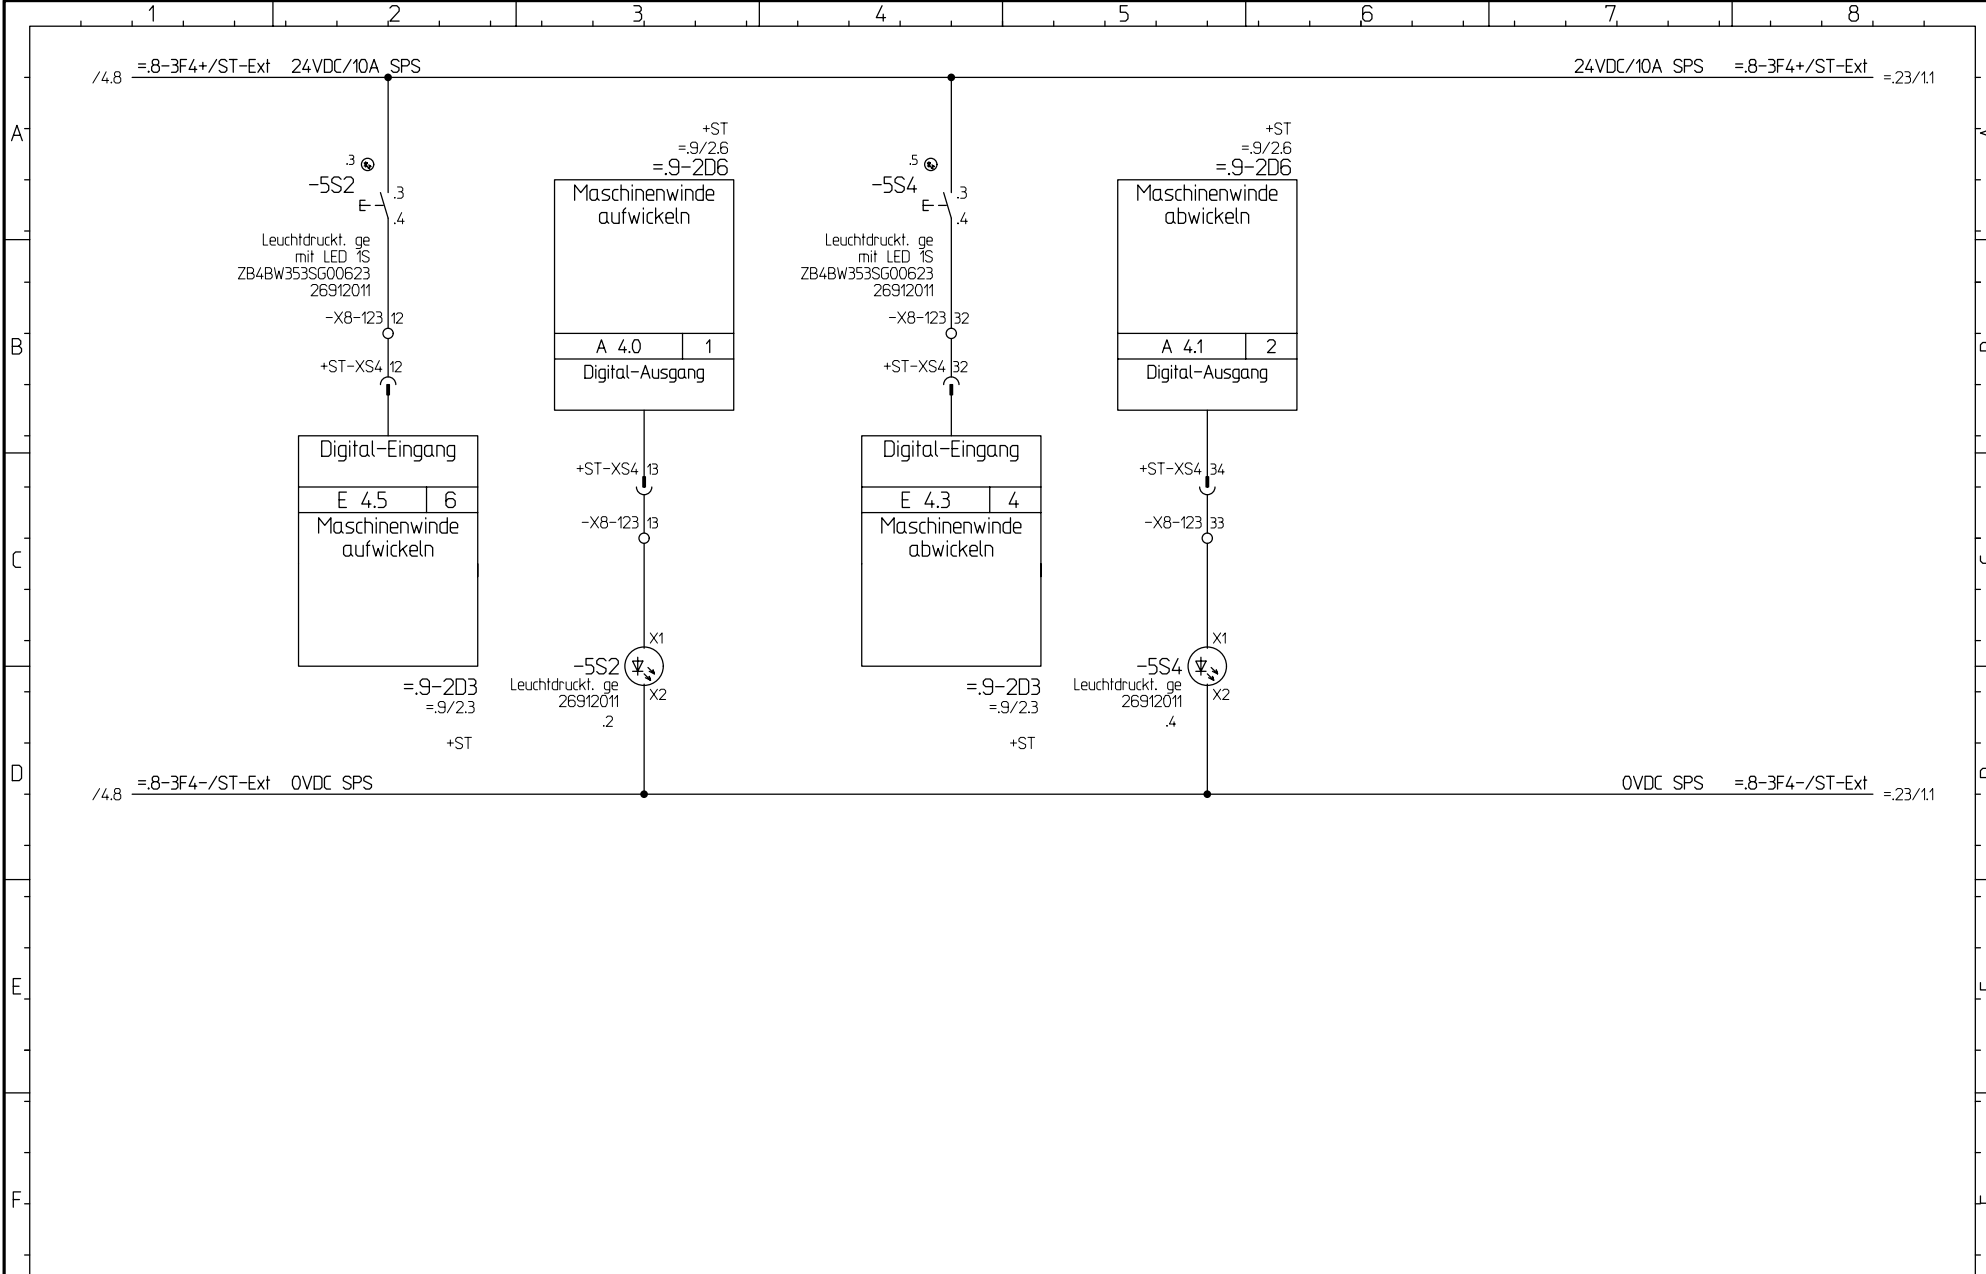 1 2 3 4 5 6 7 8
=.8-3F4+/ST-Ext 24VDC/10A SPS
/4.8
24VDC/10A SPS =.8-3F4+/ST-Ext
=.23/1.1
A
.3
-5S2
.3
.4
Leuchtdruckt. ge
mit LED 1S
ZB4BW353SG00623
26912011
-X8-123 12
+ST-XS4 12
Digital-Eingang
E 4.5 6
Maschinenwinde
aufwickeln
=.9-2D3
=.9/2.3
+ST
+ST
=.9/2.6
=.9-2D6
Maschinenwinde
aufwickeln
A 4.0 1
Digital-Ausgang
+ST-XS4 13
-X8-123 13
X1
-5S2
Leuchtdruckt. ge
26912011
X2
.2
.5
-5S4
.3
.4
Leuchtdruckt. ge
mit LED 1S
ZB4BW353SG00623
26912011
-X8-123 32
+ST-XS4 32
Digital-Eingang
E 4.3 4
Maschinenwinde
abwickeln
=.9-2D3
=.9/2.3
+ST
+ST
=.9/2.6
=.9-2D6
Maschinenwinde
abwickeln
A 4.1 2
Digital-Ausgang
+ST-XS4 34
-X8-123 33
X1
-5S4
Leuchtdruckt. ge
26912011
X2
.4
B
C
D
=.8-3F4-/ST-Ext 0VDC SPS
/4.8
0VDC SPS =.8-3F4-/ST-Ext
=.23/1.1
E
F